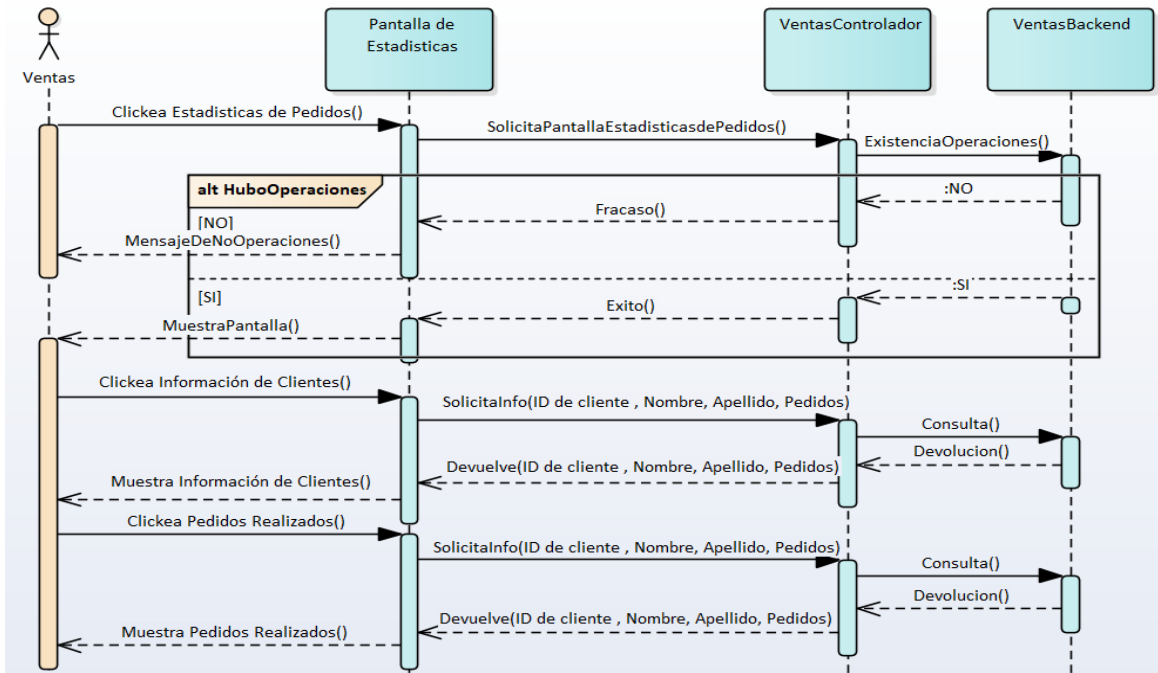 Pantalla de
Estadisticas
VentasControlador
VentasBackend
Ventas
Clickea Estadisticas de Pedidos()
SolicitaPantallaEstadisticasdePedidos()
ExistenciaOperaciones()
alt HuboOperaciones
:NO
Fracaso()
[NO]
MensajeDeNoOperaciones()
:SI
[SI]
Exito()
MuestraPantalla()
Clickea Información de Clientes()
SolicitaInfo(ID de cliente , Nombre, Apellido, Pedidos)
Consulta()
Devolucion()
Devuelve(ID de cliente , Nombre, Apellido, Pedidos)
Muestra Información de Clientes()
Clickea Pedidos Realizados()
SolicitaInfo(ID de cliente , Nombre, Apellido, Pedidos)
Consulta()
Devolucion()
Devuelve(ID de cliente , Nombre, Apellido, Pedidos)
Muestra Pedidos Realizados()